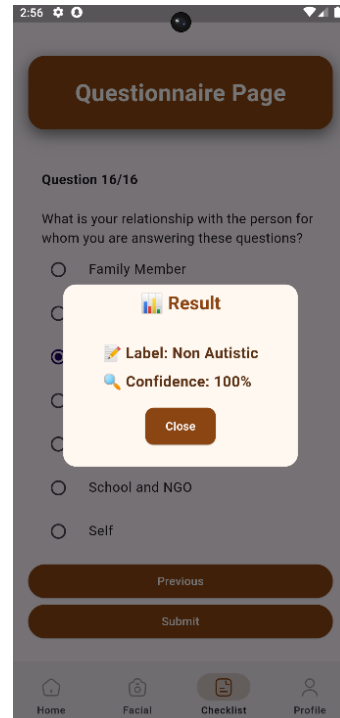 2:56
Questionnaire Page
Question 16/16
What is your relationship with the person for
whom you are answering these questions?
Family Member
Result
Label: Non Autistic
Confidence: 100%
Close
School and NGO
Self
Previous
Submit
Home
Facial
Checklist
Profile